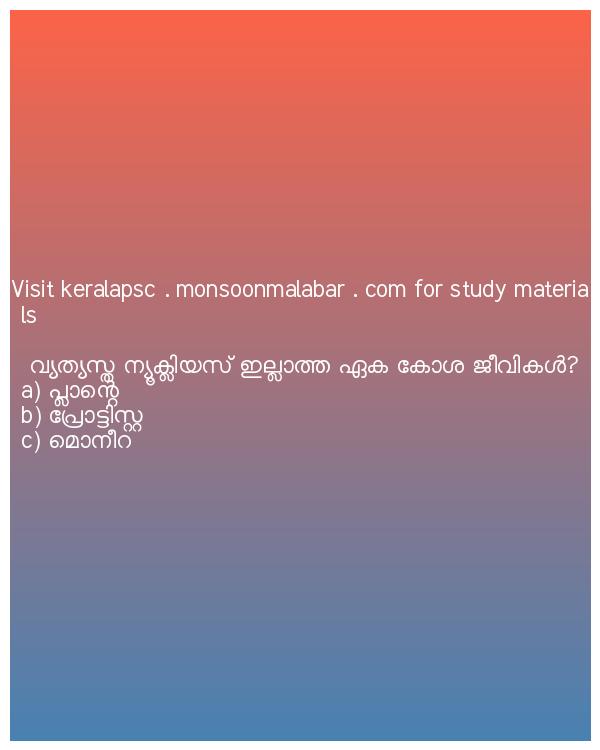 Visit keralapsc . monsoonmalabar . com for study materia
ls
വ്യത്യസ്ത ന്യൂക്ലിയസ് ഇല്ലാത്ത ഏക കോശ ജീവികൾ?
a) പ്ലാന്റെ
b) പ്രോട്ടിസ്റ്റ
c) മൊനീറ